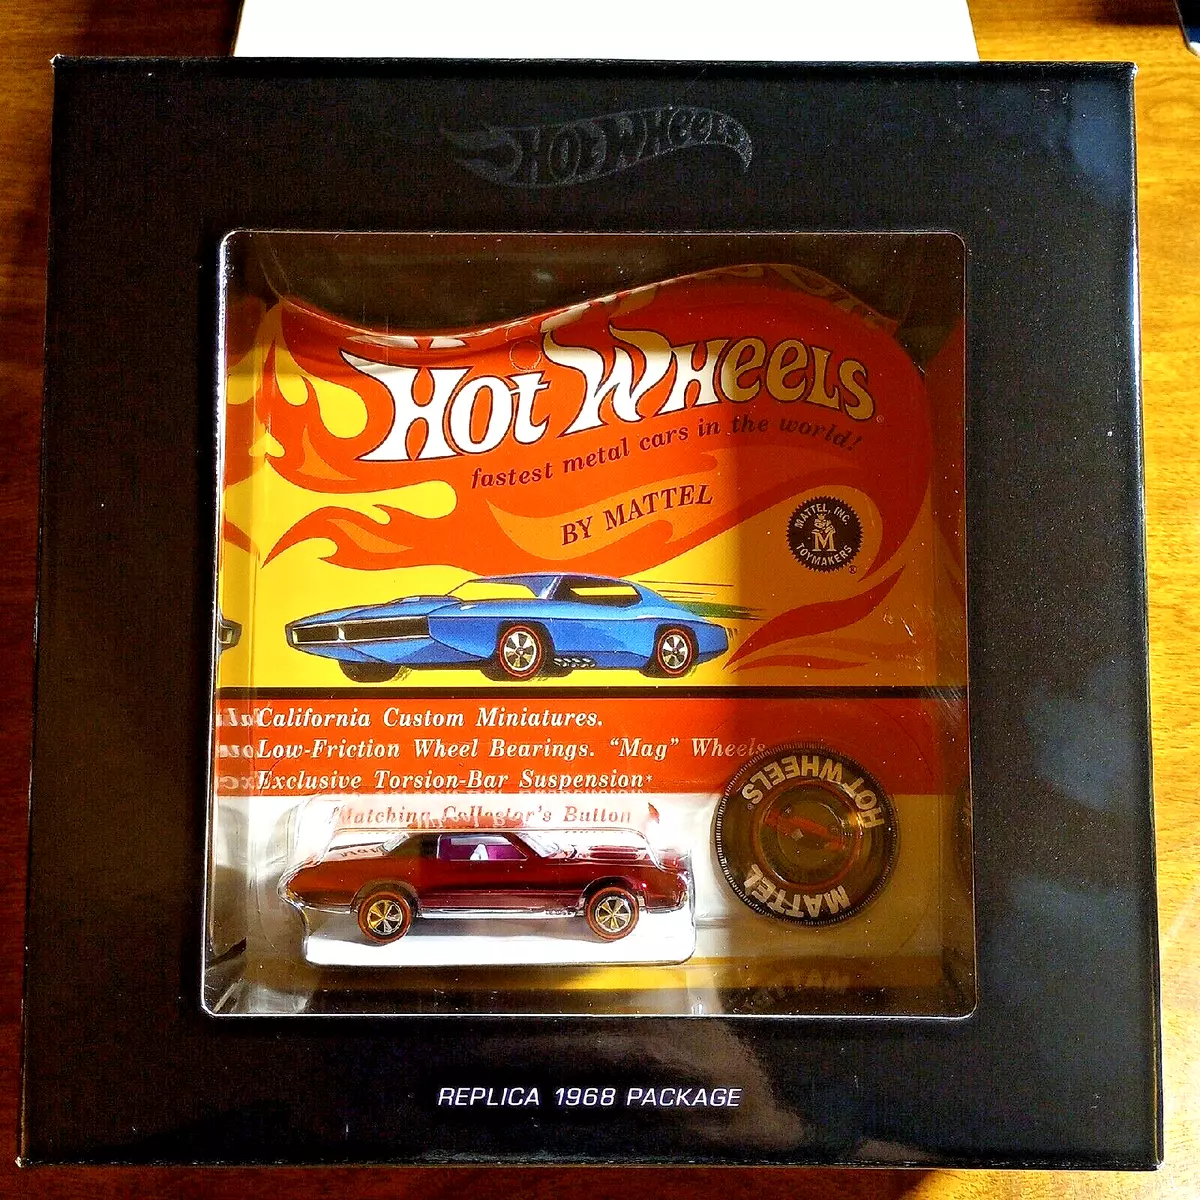 HOT WHEELS
HOT WHEELS®
fastest metal cars in the world!
BY MATTEL
MATTEL, INC.
M
TOYMAKERS
®
California Custom Miniatures.
Low-Friction Wheel Bearings. "Mag" Wheels.
Exclusive Torsion-Bar Suspension*
Matching Collector's Button
HOT WHEELS®
MATTEL
REPLICA 1968 PACKAGE